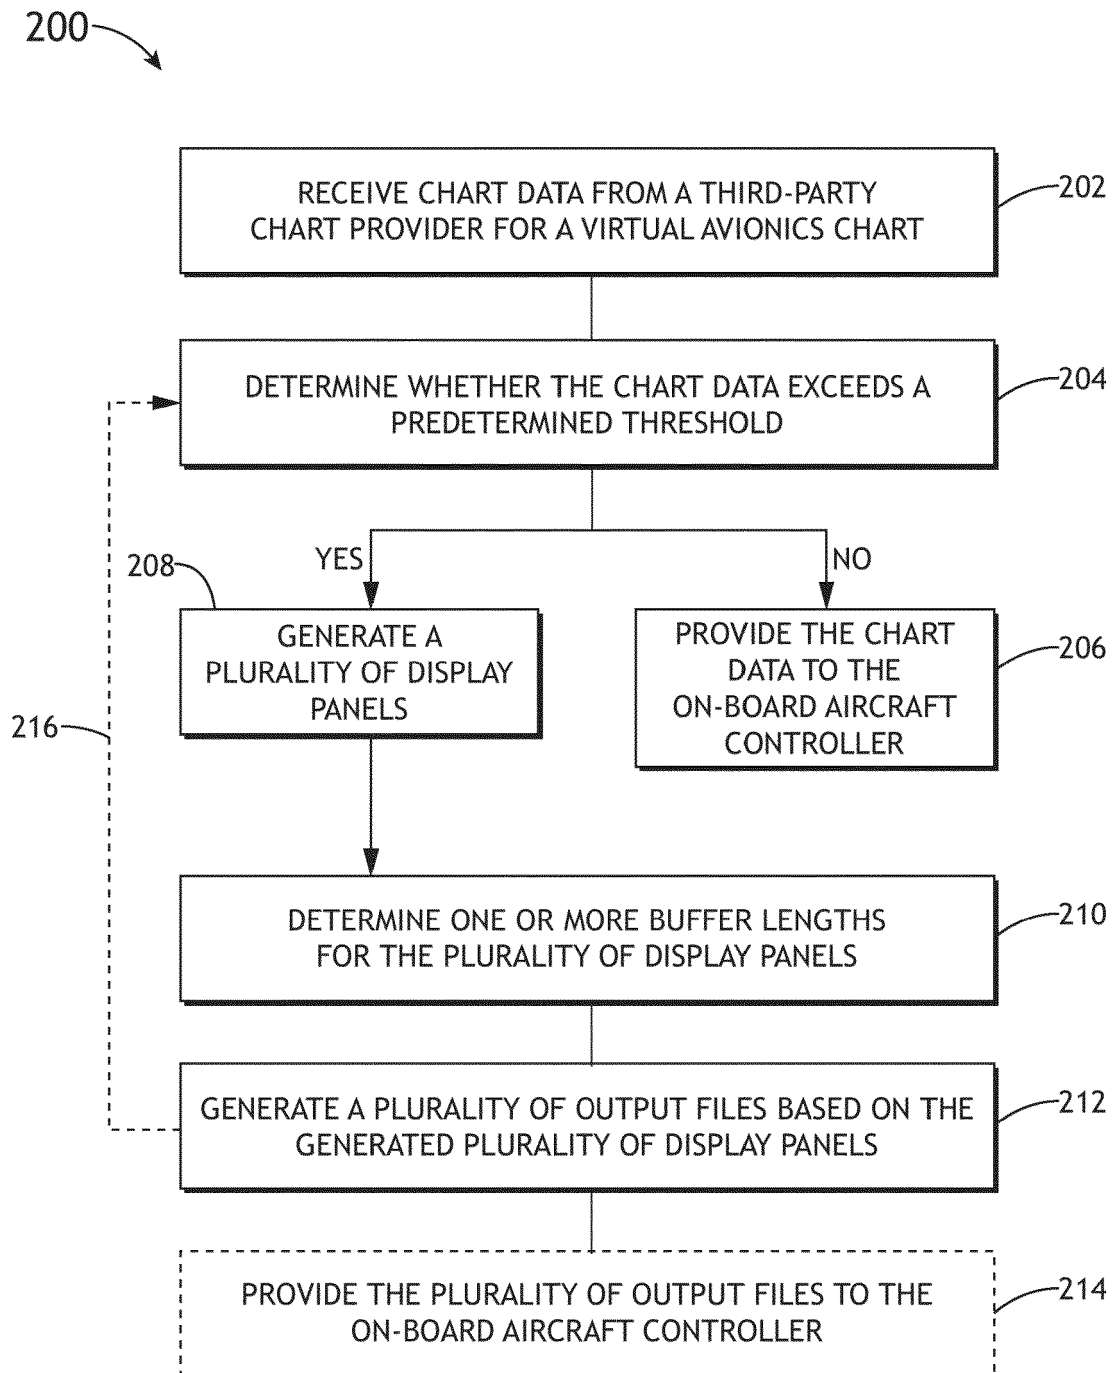 200
RECEIVE CHART DATA FROM A THIRD-PARTY
CHART PROVIDER FOR A VIRTUAL AVIONICS CHART
202
DETERMINE WHETHER THE CHART DATA EXCEEDS A
PREDETERMINED THRESHOLD
204
YES
NO
208
GENERATE A
PLURALITY OF DISPLAY
PANELS
PROVIDE THE CHART
DATA TO THE
ON-BOARD AIRCRAFT
CONTROLLER
206
216
DETERMINE ONE OR MORE BUFFER LENGTHS
FOR THE PLURALITY OF DISPLAY PANELS
210
GENERATE A PLURALITY OF OUTPUT FILES BASED ON THE
GENERATED PLURALITY OF DISPLAY PANELS
212
PROVIDE THE PLURALITY OF OUTPUT FILES TO THE
ON-BOARD AIRCRAFT CONTROLLER
214